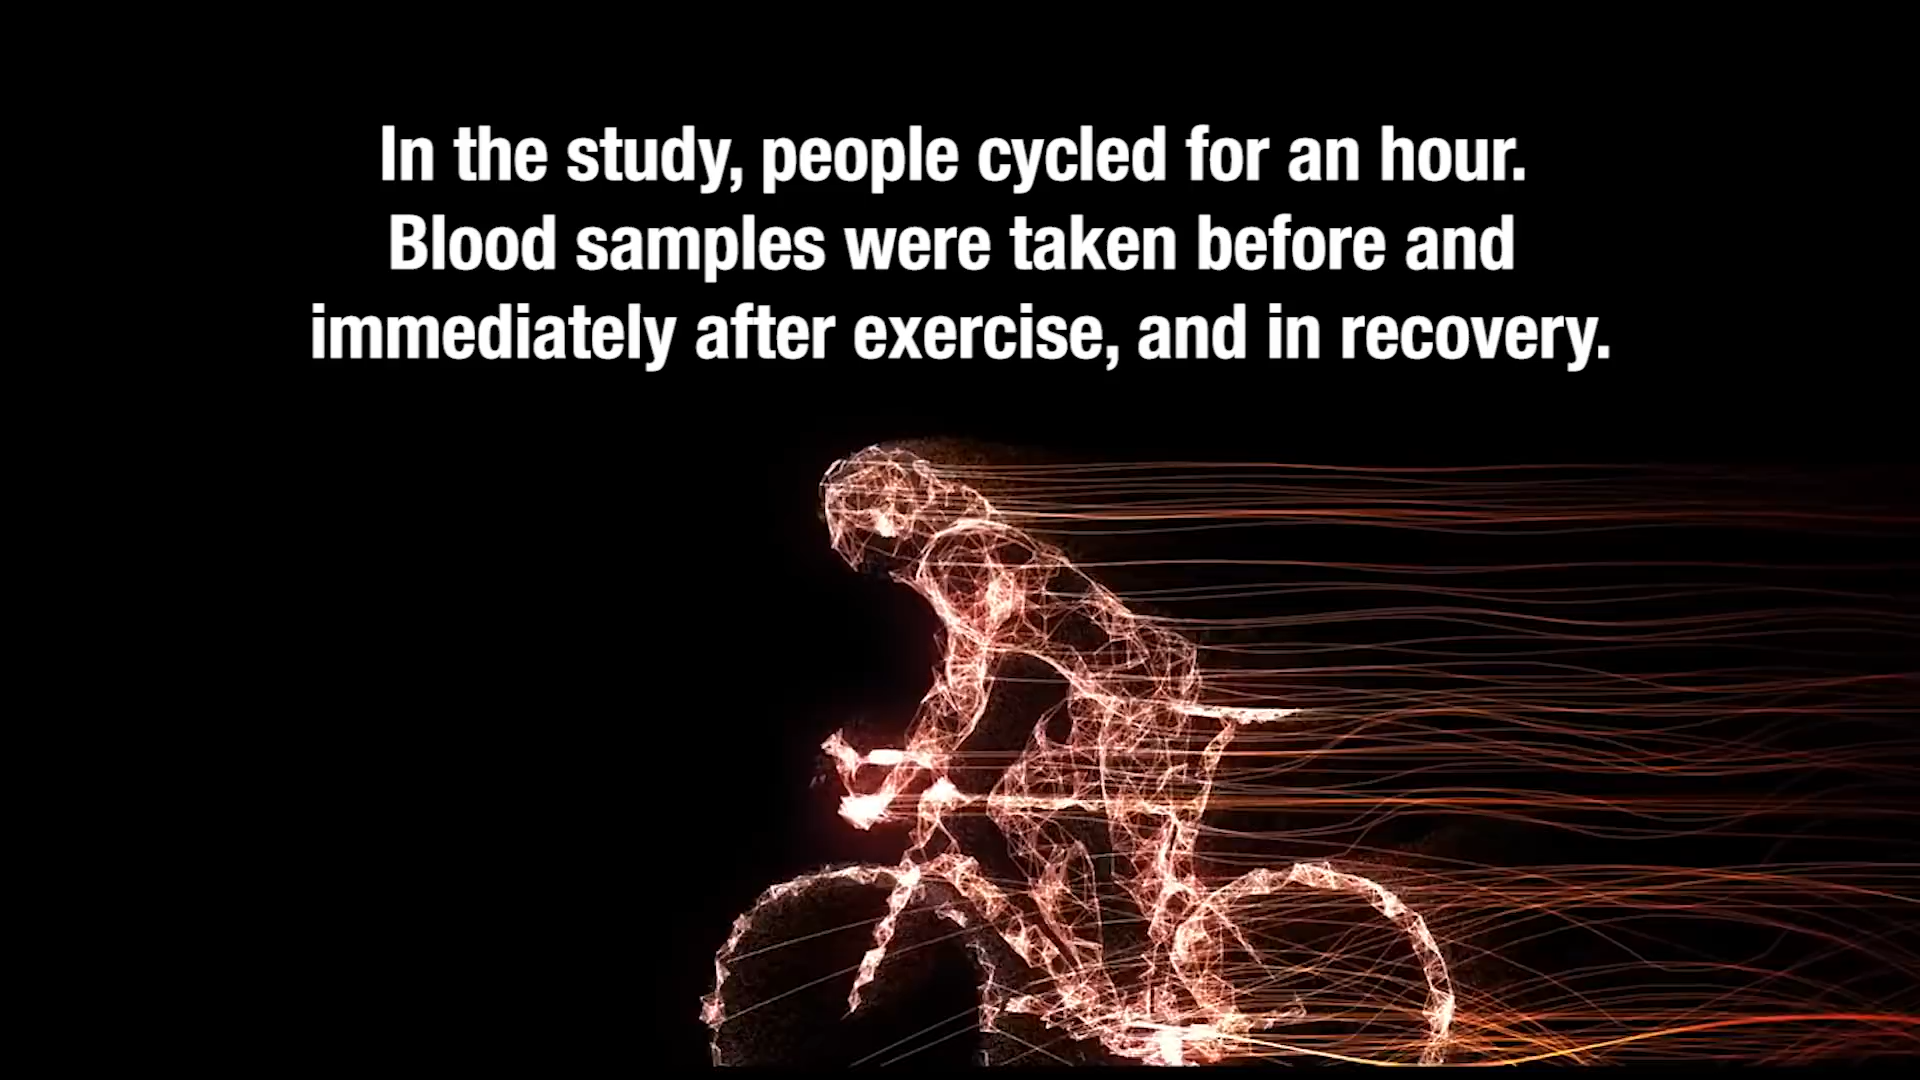 In the study, people cycled for an hour.
Blood samples were taken before and
immediately after exercise, and in recovery.